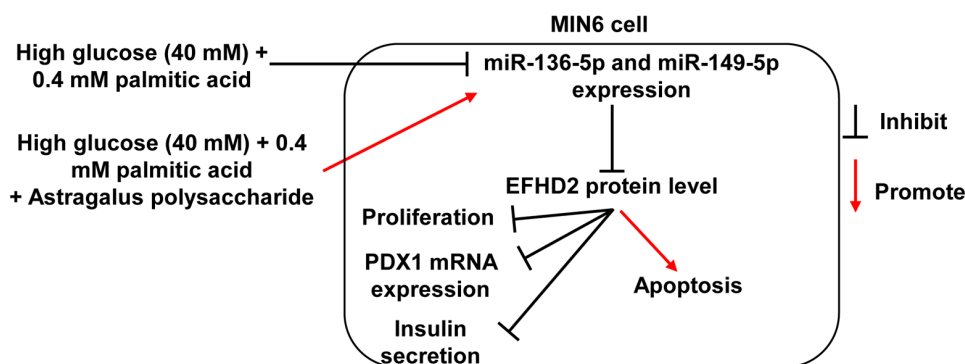 MIN6 cell
High glucose (40 mM) +
0.4 mM palmitic acid
miR-136-5p and miR-149-5p
expression
Inhibit
High glucose (40 mM) + 0.4
mM palmitic acid
+ Astragalus polysaccharide
Promote
EFHD2 protein level
Proliferation
PDX1 mRNA
expression
Apoptosis
Insulin
secretion